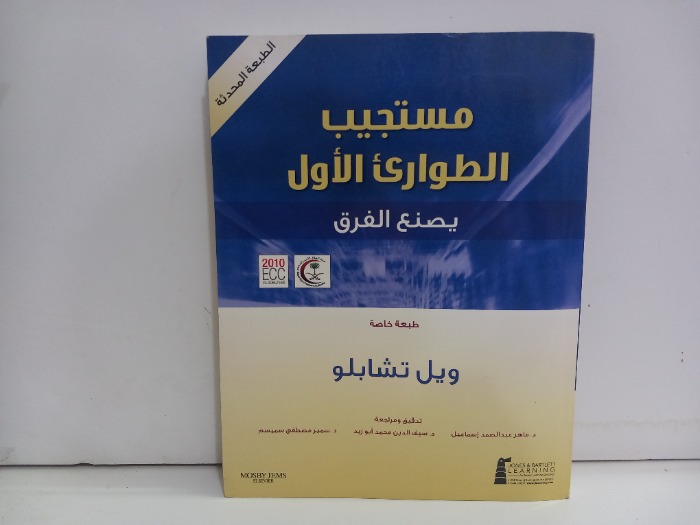 الطبعة المحدثة
مستجيب
الطوارئ الأول
يصنع الفرق
2010
ECC
طبعة خاصة
ويل تشابلو
تدقيق ومراجعة
د. ماهر عبدالصمد إسماعيل د. سيف الدين محمد أبو زيد د. سمير مصطفى سميسم
MOSBY JEMS
ELSEVIER
JONES & BARTLETT
LEARNING